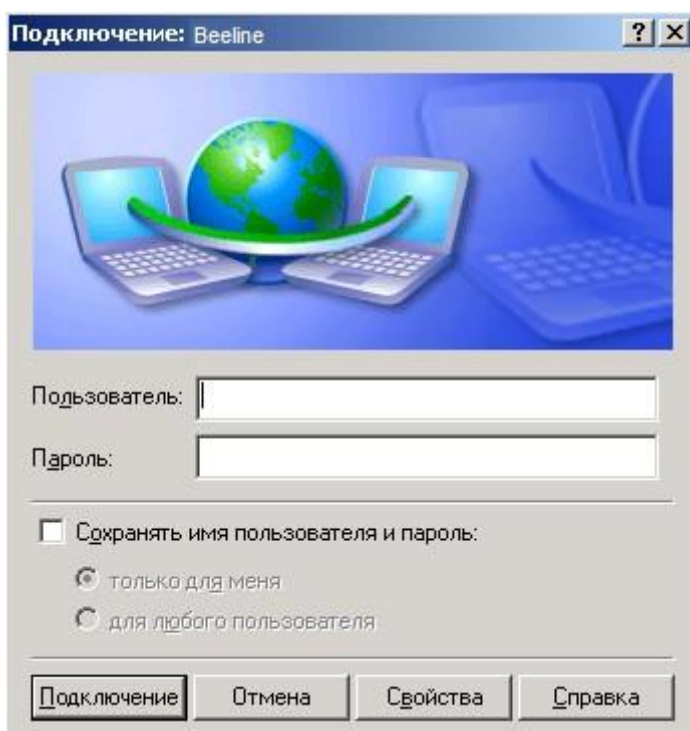 Подключение: Beeline
Пользователь:
Пароль:
Сохранять имя пользователя и пароль:
только для меня
для любого пользователя
Подключение Отмена Свойства Справка